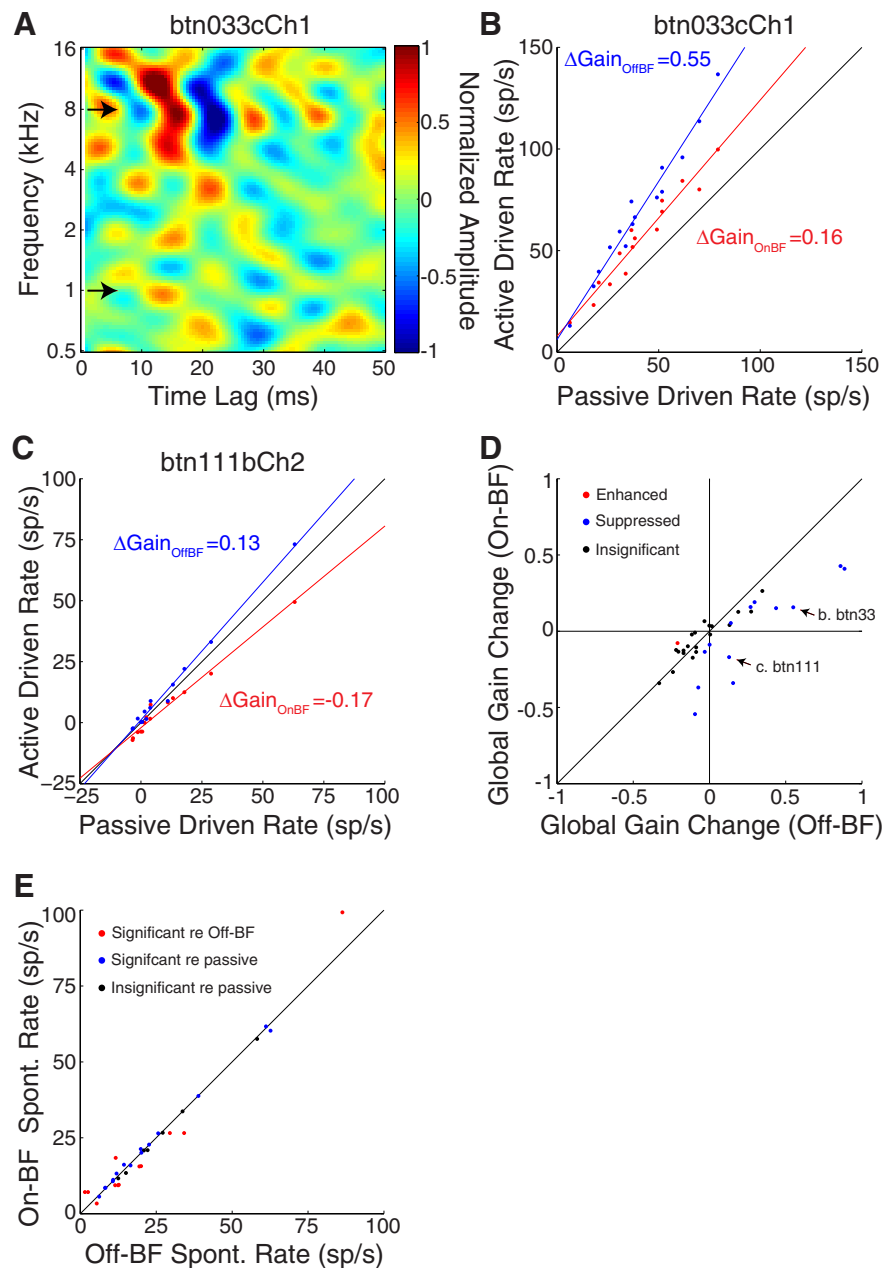 A
btn033cCh1
16
8
4
2
1
0.5
Frequency (kHz)
0
10
20
30
40
50
Time Lag (ms)
1
0.5
0
-0.5
-1
Normalized Amplitude
B
btn033cCh1
ΔGainOffBF=0.55
ΔGainOnBF=0.16
150
100
50
0
Active Driven Rate (sp/s)
0
50
100
150
Passive Driven Rate (sp/s)
C
btn111bCh2
ΔGainOffBF=0.13
ΔGainOnBF=-0.17
100
75
50
25
0
-25
Active Driven Rate (sp/s)
-25
0
25
50
75
100
Passive Driven Rate (sp/s)
D
Enhanced
Suppressed
Insignificant
b. btn33
c. btn111
1
0.5
0
-0.5
-1
Global Gain Change (On-BF)
-1
-0.5
0
0.5
1
Global Gain Change (Off-BF)
E
Significant re Off-BF
Signifcant re passive
Insignificant re passive
100
75
50
25
0
On-BF Spont. Rate (sp/s)
0
25
50
75
100
Off-BF Spont. Rate (sp/s)